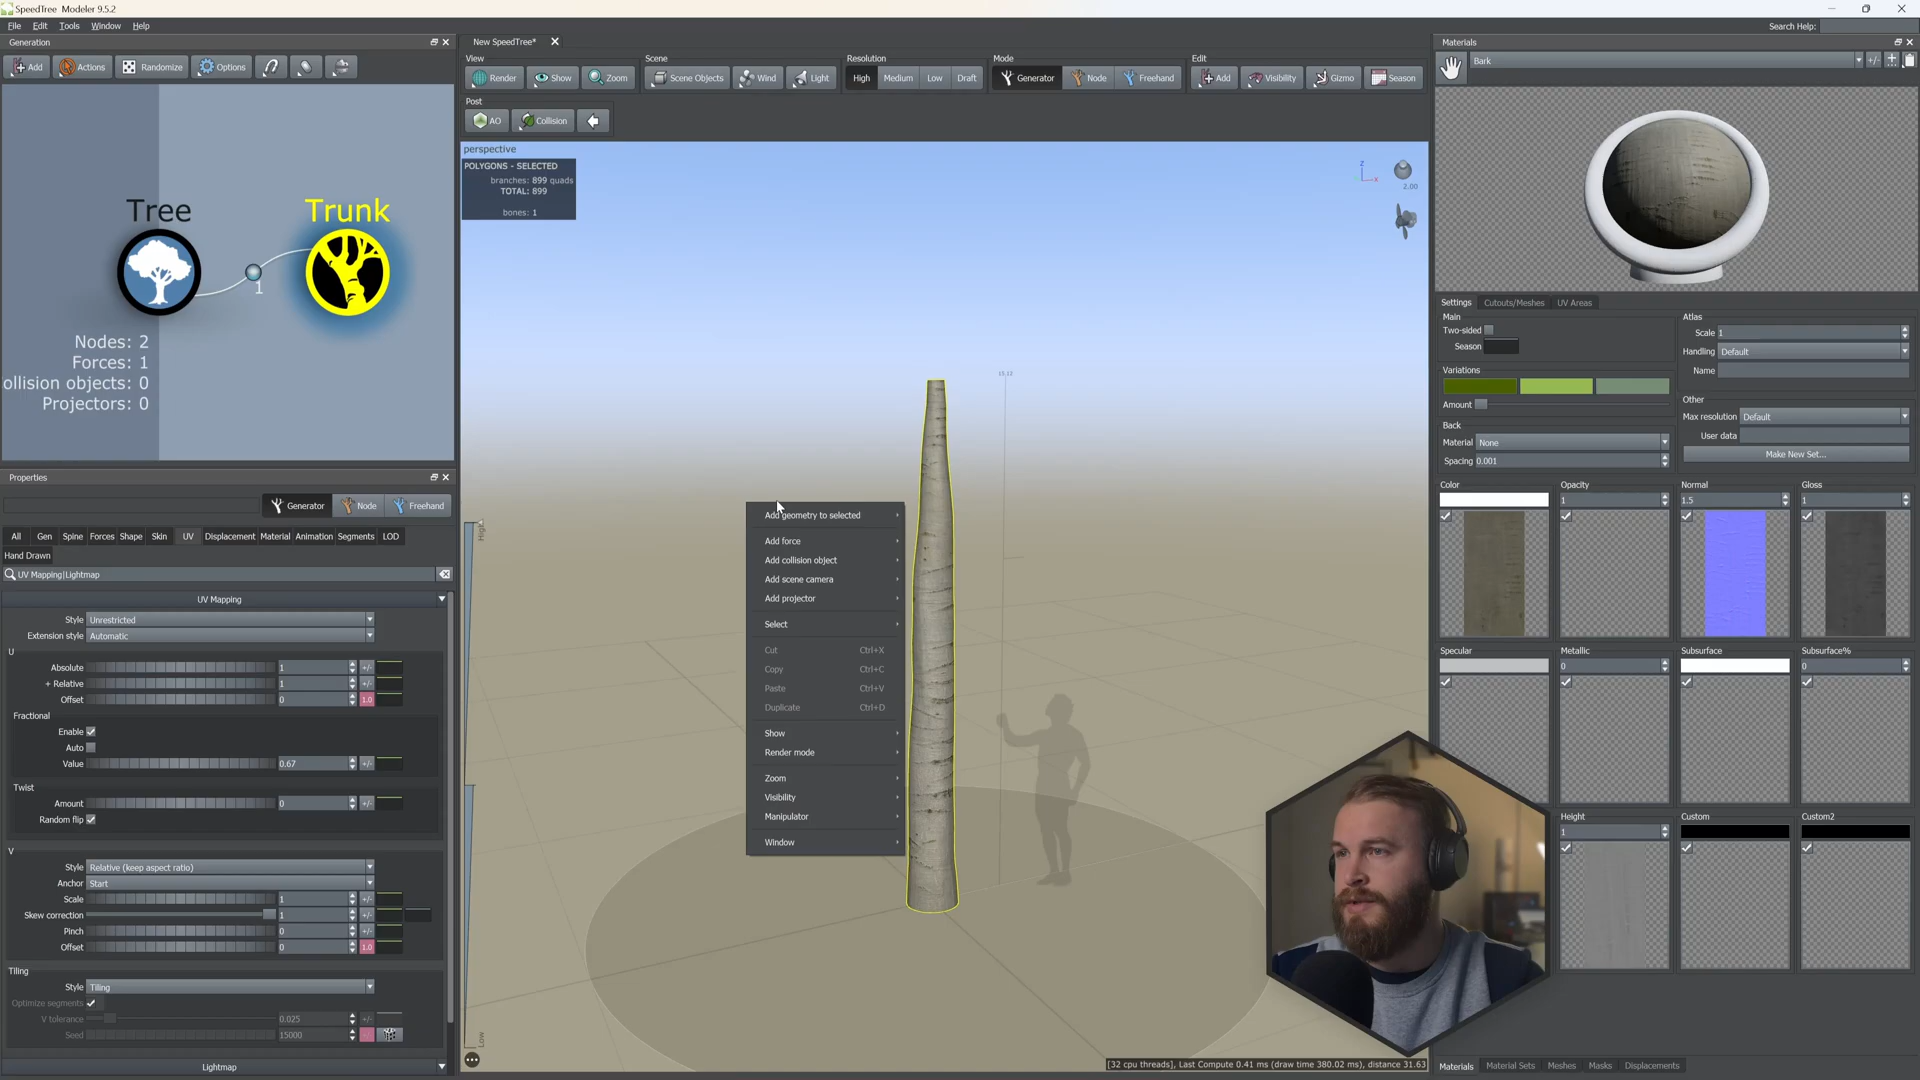 SpeedTree Modeler 9.5.2
File Edit Tools Window Help
Search Help:
Generation
Add Actions Randomize Options
Tree
Trunk
1
Nodes: 2
Forces: 1
ollision objects: 0
Projectors: 0
Properties
Generator Node Freehand
All Gen Spine Forces Shape Skin UV Displacement Material Animation Segments LOD
Hand Drawn
UV Mapping|Lightmap
UV Mapping
Style Unrestricted
Extension style Automatic
U
Absolute 1 +/-
+ Relative 1 +/-
Offset 0 1.0
Fractional
Enable
Auto
Value 0.67 +/-
Twist
Amount 0 +/-
Random flip
V
Style Relative (keep aspect ratio)
Anchor Start
Scale 1 +/-
Skew correction 1 +/-
Pinch 0 +/-
Offset 0 1.0
Tiling
Style Tiling
Optimize segments
V tolerance 0.025 +/-
Seed 15000
Lightmap
New SpeedTree*
View
Render Show Zoom
Scene
Scene Objects Wind Light
Resolution
High Medium Low Draft
Mode
Generator Node Freehand
Edit
Add Visibility Gizmo Season
Post
AO Collision
perspective
POLYGONS - SELECTED
branches: 899 quads
TOTAL: 899
bones: 1
z
x
2.00
High
Low
Add geometry to selected
Add force
Add collision object
Add scene camera
Add projector
Select
Cut Ctrl+X
Copy Ctrl+C
Paste Ctrl+V
Duplicate Ctrl+D
Show
Render mode
Zoom
Visibility
Manipulator
Window
[32 cpu threads], Last Compute 0.41 ms (draw time 380.02 ms), distance 31.63
Materials
Bark +/-
Settings Cutouts/Meshes UV Areas
Main
Two-sided
Season
Variations
Amount
Back
Material None
Spacing 0.001
Atlas
Scale 1
Handling Default
Name
Other
Max resolution Default
User data
Make New Set...
Color Opacity Normal Gloss
1 1.5 1
Specular Metallic Subsurface Subsurface%
0 0
Height Custom Custom2
1
Materials Material Sets Meshes Masks Displacements